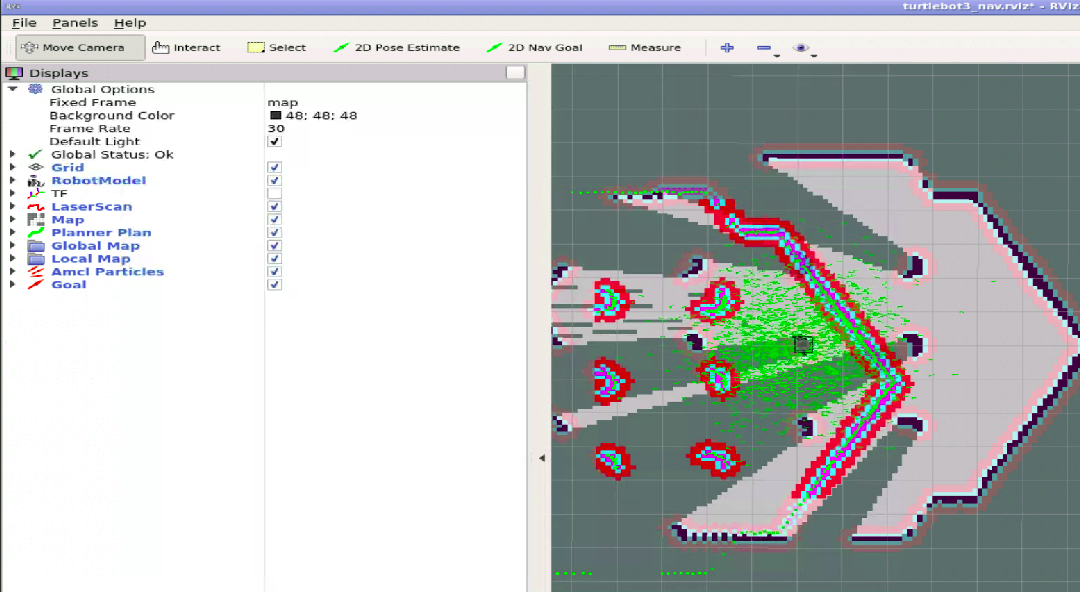 turtlebot3_nav.rviz* - RViz
File Panels Help
Move Camera Interact Select 2D Pose Estimate 2D Nav Goal Measure
Displays
Global Options
Fixed Frame map
Background Color 48; 48; 48
Frame Rate 30
Default Light
Global Status: Ok
Grid
RobotModel
TF
LaserScan
Map
Planner Plan
Global Map
Local Map
Amcl Particles
Goal